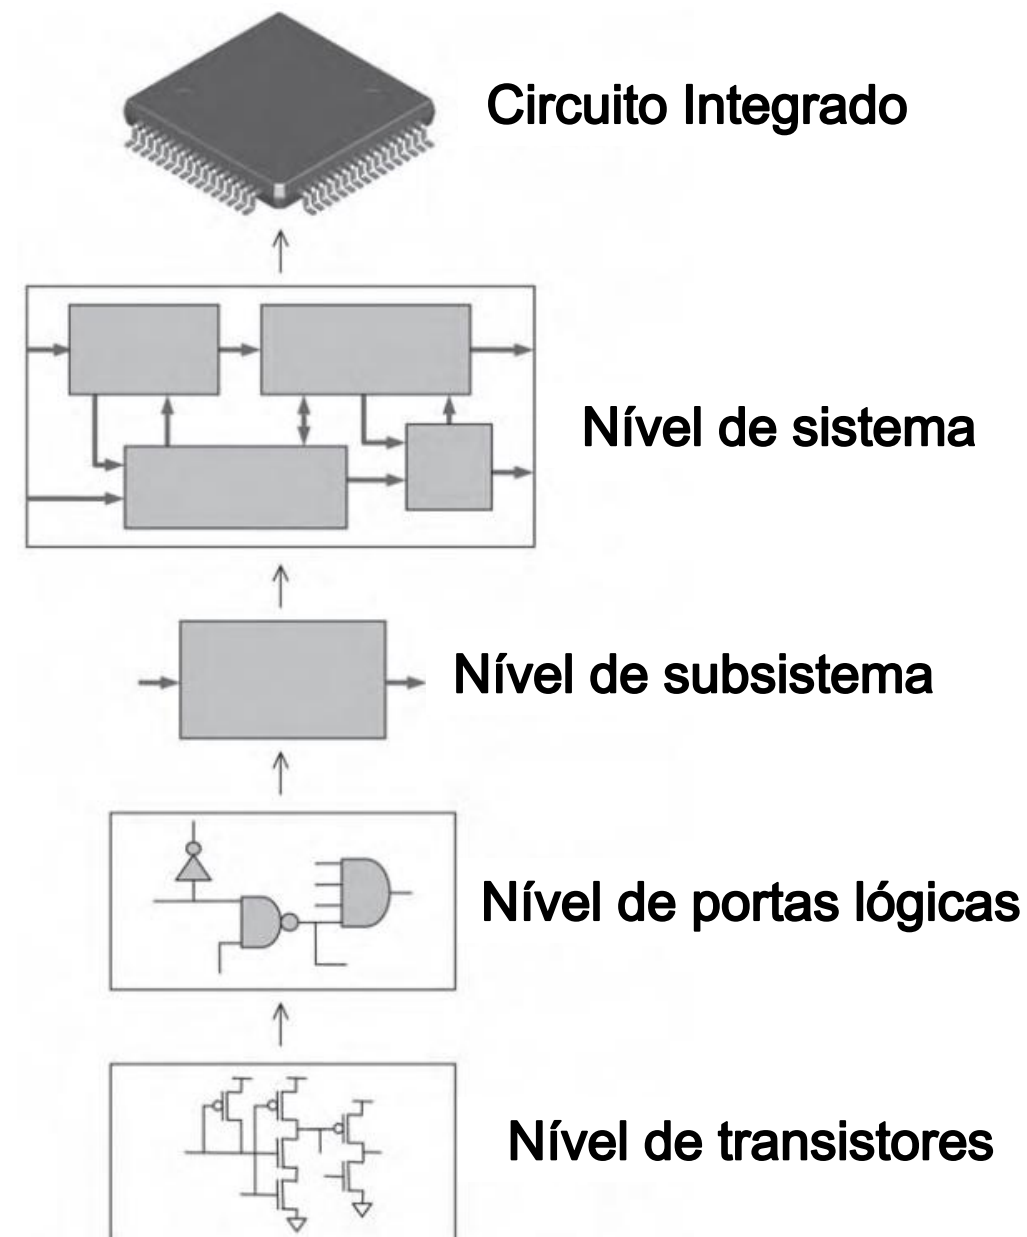 Circuito Integrado
Nível de sistema
Nível de subsistema
Nível de portas lógicas
Nível de transistores